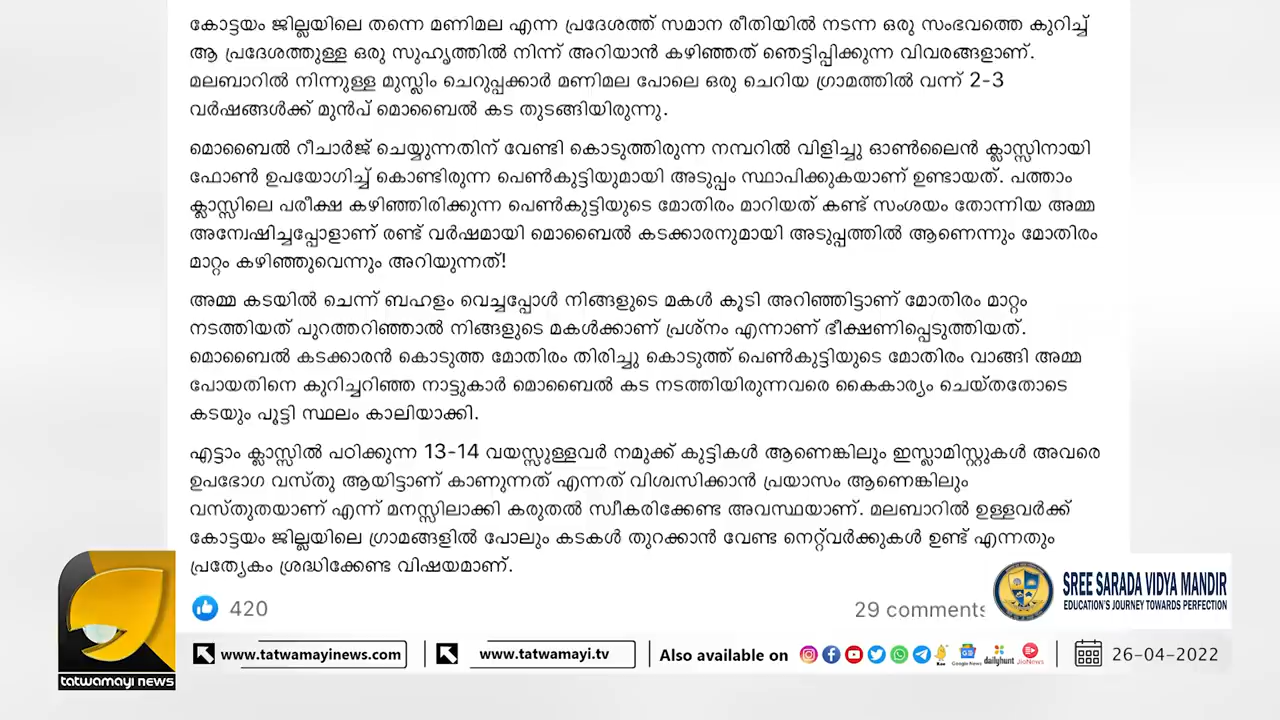 കോട്ടയം ജില്ലയിലെ തന്നെ മണിമല എന്ന പ്രദേശത്ത് സമാന രീതിയിൽ നടന്ന ഒരു സംഭവത്തെ കുറിച്ച്
ആ പ്രദേശത്തുള്ള ഒരു സുഹൃത്തിൽ നിന്ന് അറിയാൻ കഴിഞ്ഞത് ഞെട്ടിപ്പിക്കുന്ന വിവരങ്ങളാണ്.
മലബാറിൽ നിന്നുള്ള മുസ്ലിം ചെറുപ്പക്കാർ മണിമല പോലെ ഒരു ചെറിയ ഗ്രാമത്തിൽ വന്ന് 2-3
വർഷങ്ങൾക്ക് മുൻപ് മൊബൈൽ കട തുടങ്ങിയിരുന്നു.
മൊബൈൽ റീചാർജ് ചെയ്യുന്നതിന് വേണ്ടി കൊടുത്തിരുന്ന നമ്പറിൽ വിളിച്ചു ഓൺലൈൻ ക്ലാസ്സിനായി
ഫോൺ ഉപയോഗിച്ച് കൊണ്ടിരുന്ന പെൺകുട്ടിയുമായി അടുപ്പം സ്ഥാപിക്കുകയാണ് ഉണ്ടായത്. പത്താം
ക്ലാസ്സിലെ പരീക്ഷ കഴിഞ്ഞിരിക്കുന്ന പെൺകുട്ടിയുടെ മോതിരം മാറിയത് കണ്ട് സംശയം തോന്നിയ അമ്മ
അന്വേഷിച്ചപ്പോളാണ് രണ്ട് വർഷമായി മൊബൈൽ കടക്കാരനുമായി അടുപ്പത്തിൽ ആണെന്നും മോതിരം
മാറ്റം കഴിഞ്ഞുവെന്നും അറിയുന്നത്!
അമ്മ കടയിൽ ചെന്ന് ബഹളം വെച്ചപ്പോൾ നിങ്ങളുടെ മകൾ കൂടി അറിഞ്ഞിട്ടാണ് മോതിരം മാറ്റം
നടത്തിയത് പുറത്തറിഞ്ഞാൽ നിങ്ങളുടെ മകൾക്കാണ് പ്രശ്നം എന്നാണ് ഭീക്ഷണിപ്പെടുത്തിയത്.
മൊബൈൽ കടക്കാരൻ കൊടുത്ത മോതിരം തിരിച്ചു കൊടുത്ത് പെൺകുട്ടിയുടെ മോതിരം വാങ്ങി അമ്മ
പോയതിനെ കുറിച്ചറിഞ്ഞ നാട്ടുകാർ മൊബൈൽ കട നടത്തിയിരുന്നവരെ കൈകാര്യം ചെയ്തതോടെ
കടയും പൂട്ടി സ്ഥലം കാലിയാക്കി.
എട്ടാം ക്ലാസ്സിൽ പഠിക്കുന്ന 13-14 വയസ്സുള്ളവർ നമുക്ക് കുട്ടികൾ ആണെങ്കിലും ഇസ്ലാമിസ്റ്റുകൾ അവരെ
ഉപഭോഗ വസ്തു ആയിട്ടാണ് കാണുന്നത് എന്നത് വിശ്വസിക്കാൻ പ്രയാസം ആണെങ്കിലും
വസ്തുതയാണ് എന്ന് മനസ്സിലാക്കി കരുതൽ സ്വീകരിക്കേണ്ട അവസ്ഥയാണ്. മലബാറിൽ ഉള്ളവർക്ക്
കോട്ടയം ജില്ലയിലെ ഗ്രാമങ്ങളിൽ പോലും കടകൾ തുറക്കാൻ വേണ്ട നെറ്റ്‌വർക്കുകൾ ഉണ്ട് എന്നതും
പ്രത്യേകം ശ്രദ്ധിക്കേണ്ട വിഷയമാണ്.
420
29 comments
SREE SARADA VIDYA MANDIR
EDUCATION'S JOURNEY TOWARDS PERFECTION
tatwamayi news
www.tatwamayinews.com
www.tatwamayi.tv
Also available on
Koo
Google News
dailyhunt
JioNews
26-04-2022